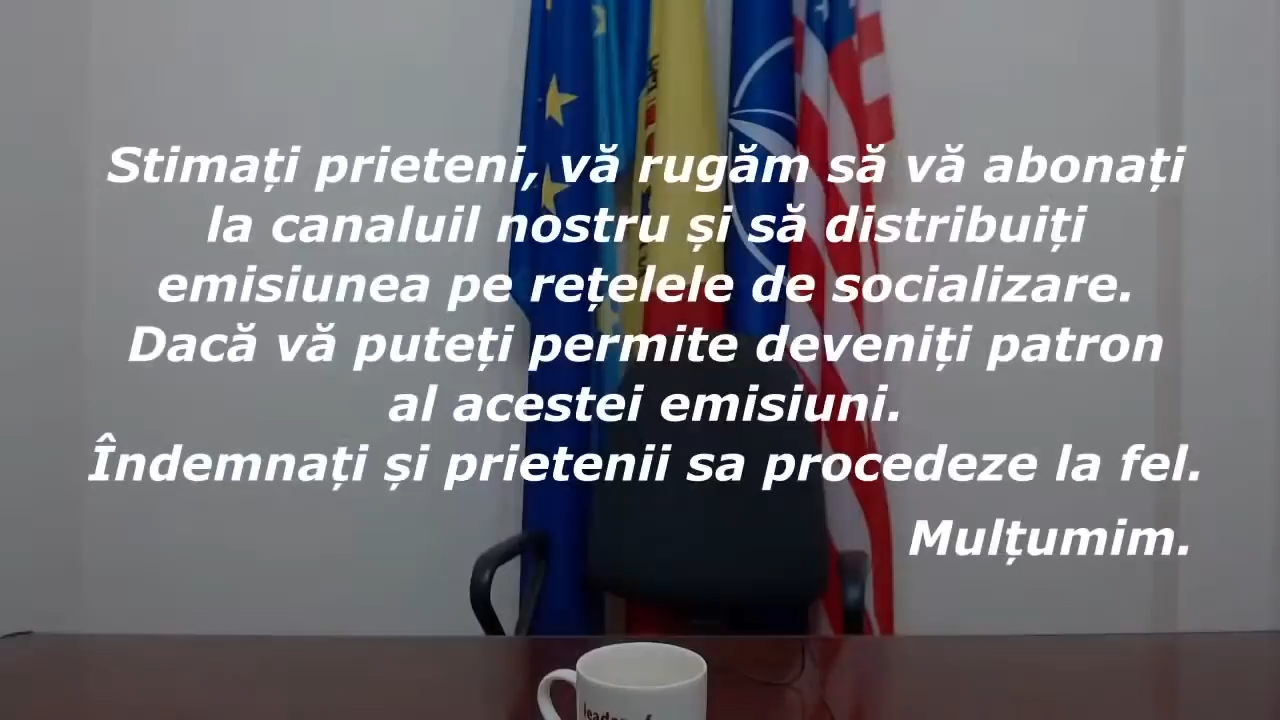 Stimați prieteni, vă rugăm să vă abonați
la canaluil nostru și să distribuiți
emisiunea pe rețelele de socializare.
Dacă vă puteți permite deveniți patron
al acestei emisiuni.
Îndemnați și prietenii sa procedeze la fel.
Mulțumim.